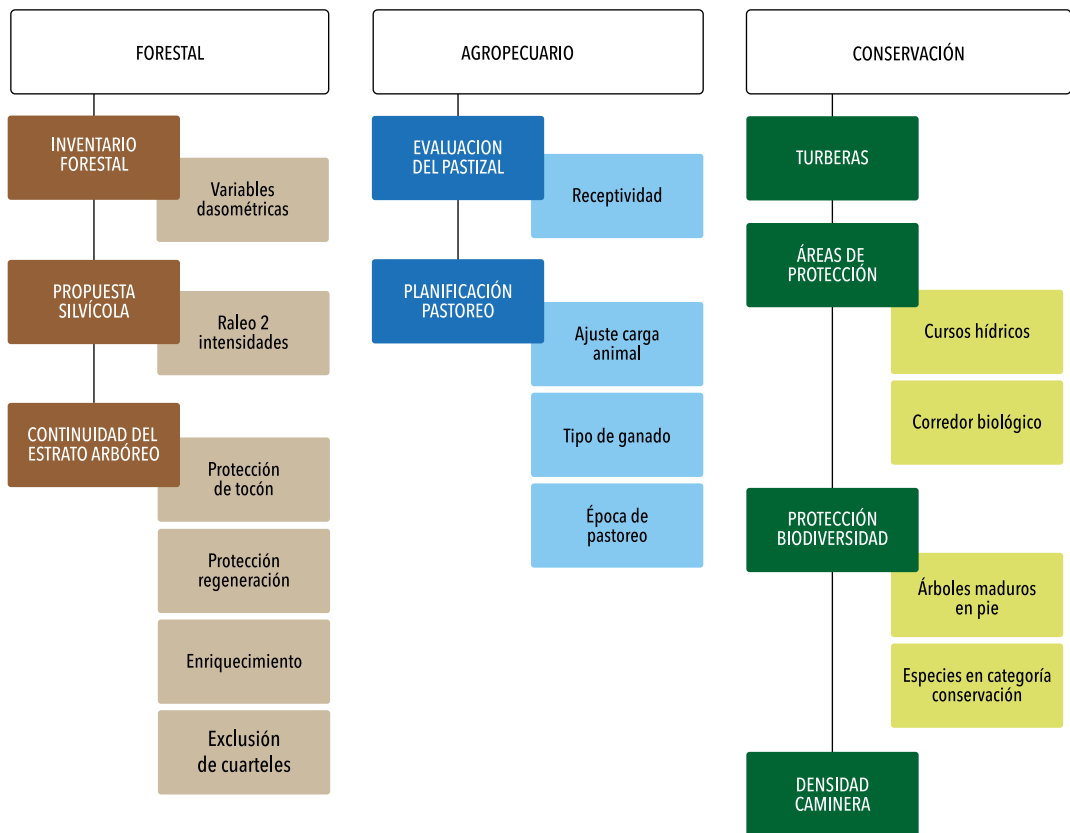 FORESTAL
INVENTARIO
FORESTAL
Variables
dasométricas
PROPUESTA
SILVÍCOLA
Raleo 2
intensidades
CONTINUIDAD DEL
ESTRATO ARBÓREO
Protección
de tocón
Protección
regeneración
Enriquecimiento
Exclusión
de cuarteles
AGROPECUARIO
EVALUACION
DEL PASTIZAL
Receptividad
PLANIFICACIÓN
PASTOREO
Ajuste carga
animal
Tipo de ganado
Época de
pastoreo
CONSERVACIÓN
TURBERAS
ÁREAS DE
PROTECCIÓN
Cursos hídricos
Corredor biológico
PROTECCIÓN
BIODIVERSIDAD
Árboles maduros
en pie
Especies en categoría
conservación
DENSIDAD
CAMINERA